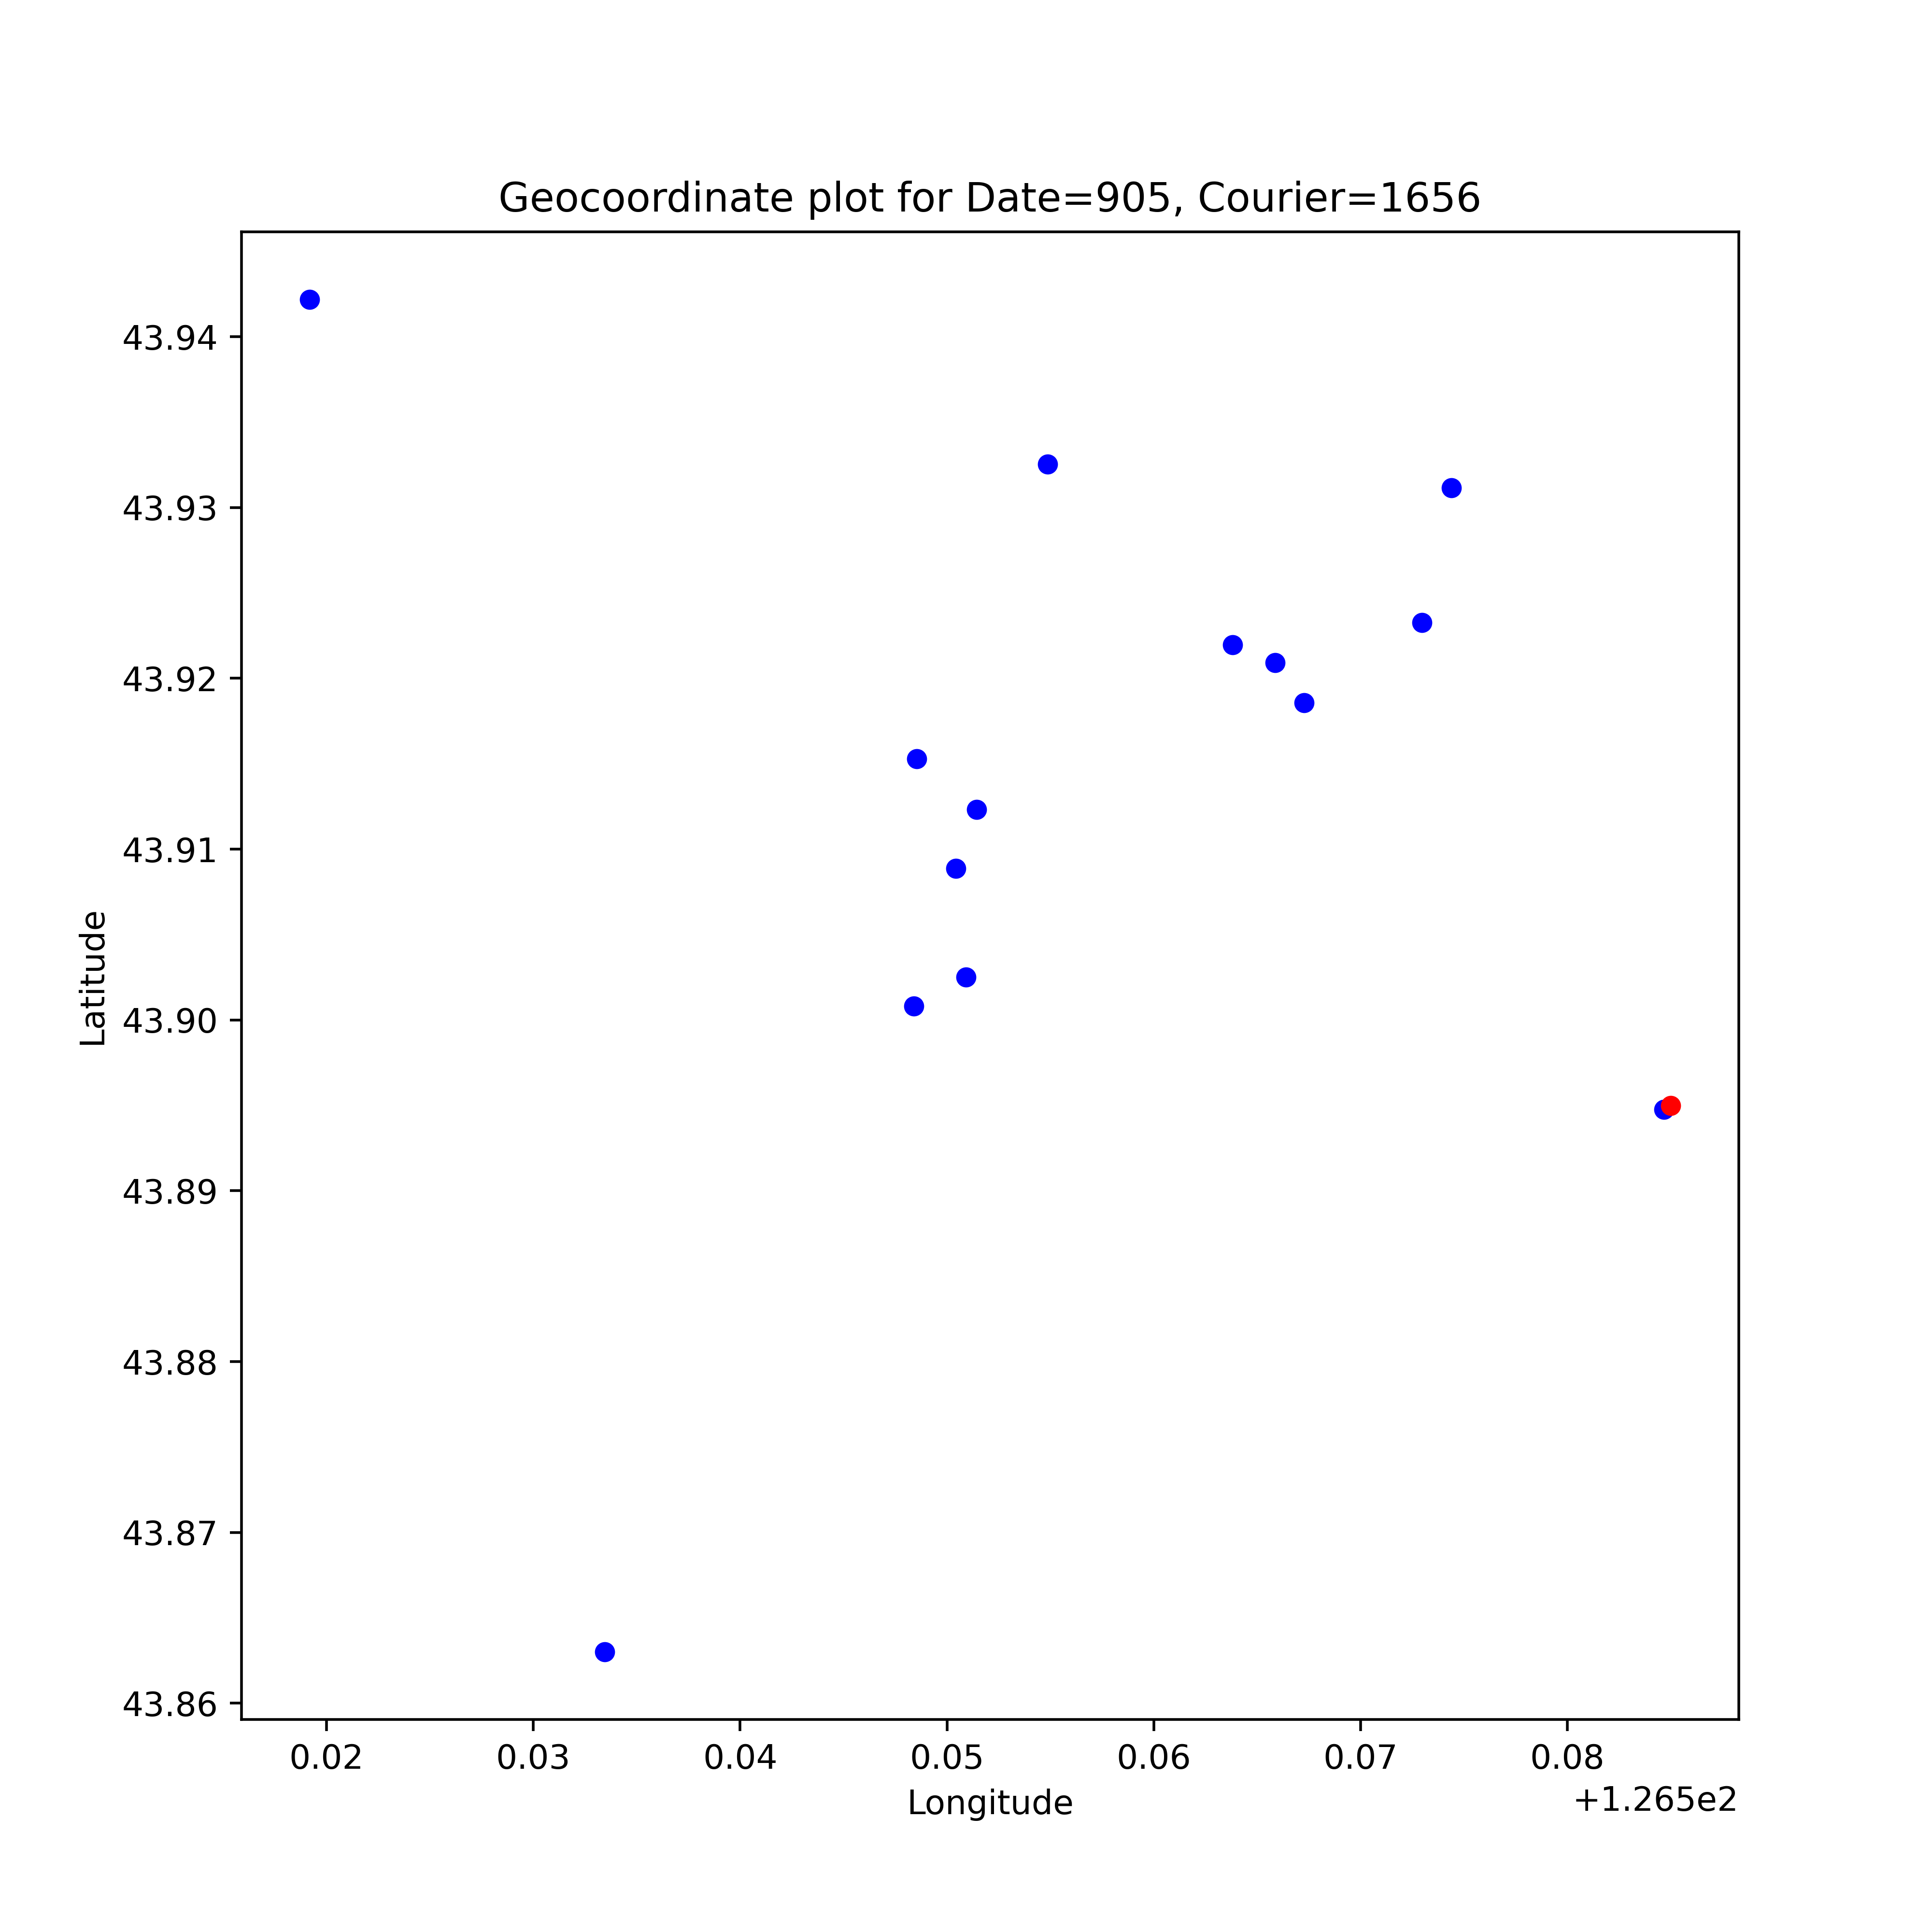 Geocoordinate plot for Date=905, Courier=1656
43.94
43.93
43.92
43.91
43.90
43.89
43.88
43.87
43.86
Latitude
0.02 0.03 0.04 0.05 0.06 0.07 0.08
Longitude
+1.265e2